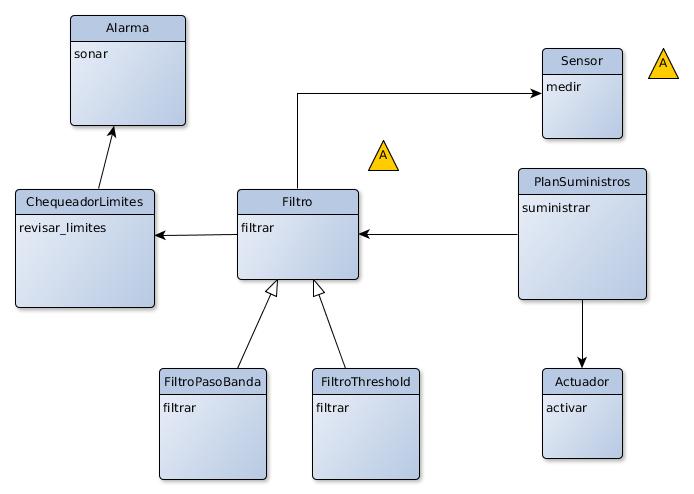 Alarma
sonar
Sensor
medir
A
A
ChequeadorLimites
revisar_limites
Filtro
filtrar
PlanSuministros
suministrar
FiltroPasoBanda
filtrar
FiltroThreshold
filtrar
Actuador
activar